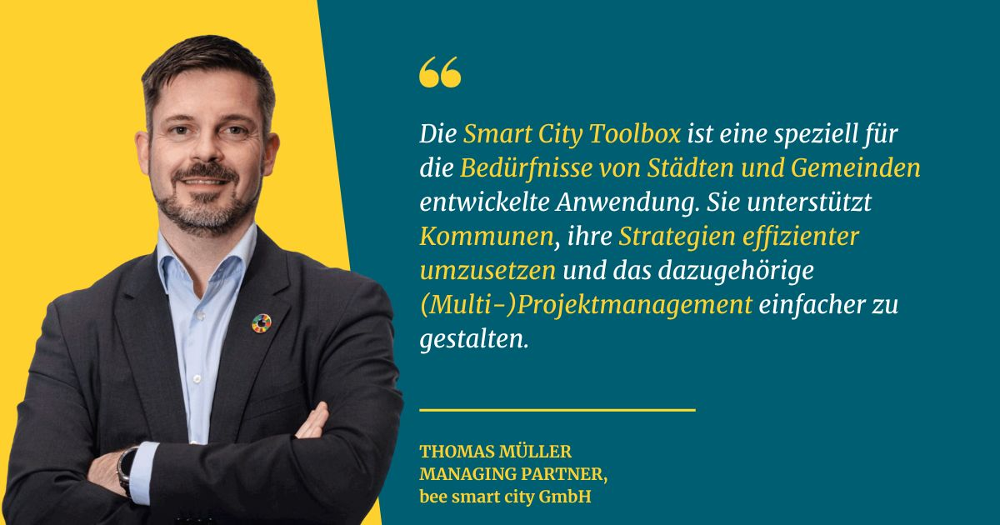 “
Die Smart City Toolbox ist eine speziell für
die Bedürfnisse von Städten und Gemeinden
entwickelte Anwendung. Sie unterstützt
Kommunen, ihre Strategien effizienter
umzusetzen und das dazugehörige
(Multi-)Projektmanagement einfacher zu
gestalten.
THOMAS MÜLLER
MANAGING PARTNER,
bee smart city GmbH